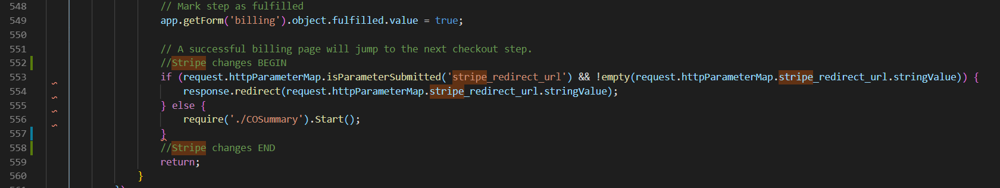 548 // Mark step as fulfilled
549 app.getForm('billing').object.fulfilled.value = true;
550
551 // A successful billing page will jump to the next checkout step.
552 //Stripe changes BEGIN
553 if (request.httpParameterMap.isParameterSubmitted('stripe_redirect_url') && !empty(request.httpParameterMap.stripe_redirect_url.stringValue)) {
554 response.redirect(request.httpParameterMap.stripe_redirect_url.stringValue);
555 } else {
556 require('./COSummary').Start();
557 }
558 //Stripe changes END
559 return;
560 }